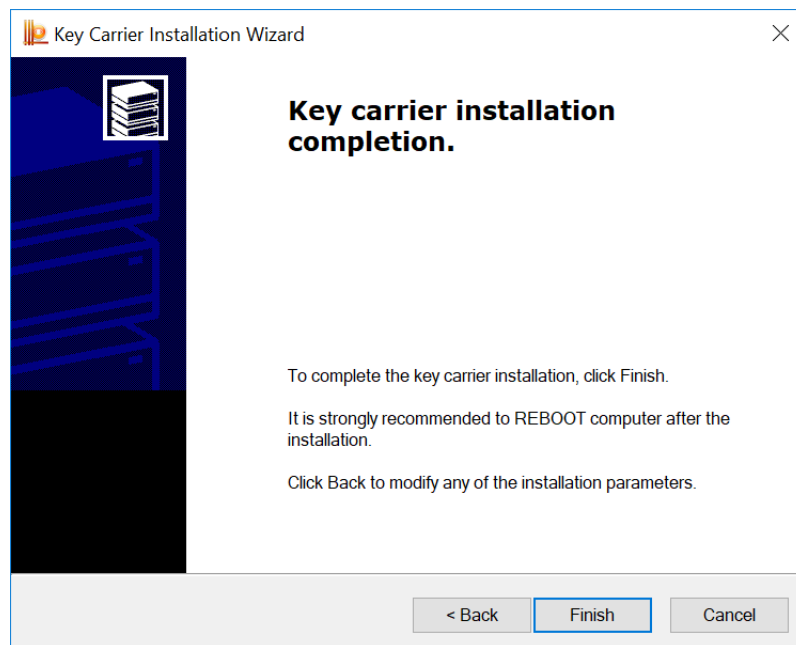 Key Carrier Installation Wizard
Key carrier installation
completion.
To complete the key carrier installation, click Finish.
It is strongly recommended to REBOOT computer after the
installation.
Click Back to modify any of the installation parameters.
< Back
Finish
Cancel